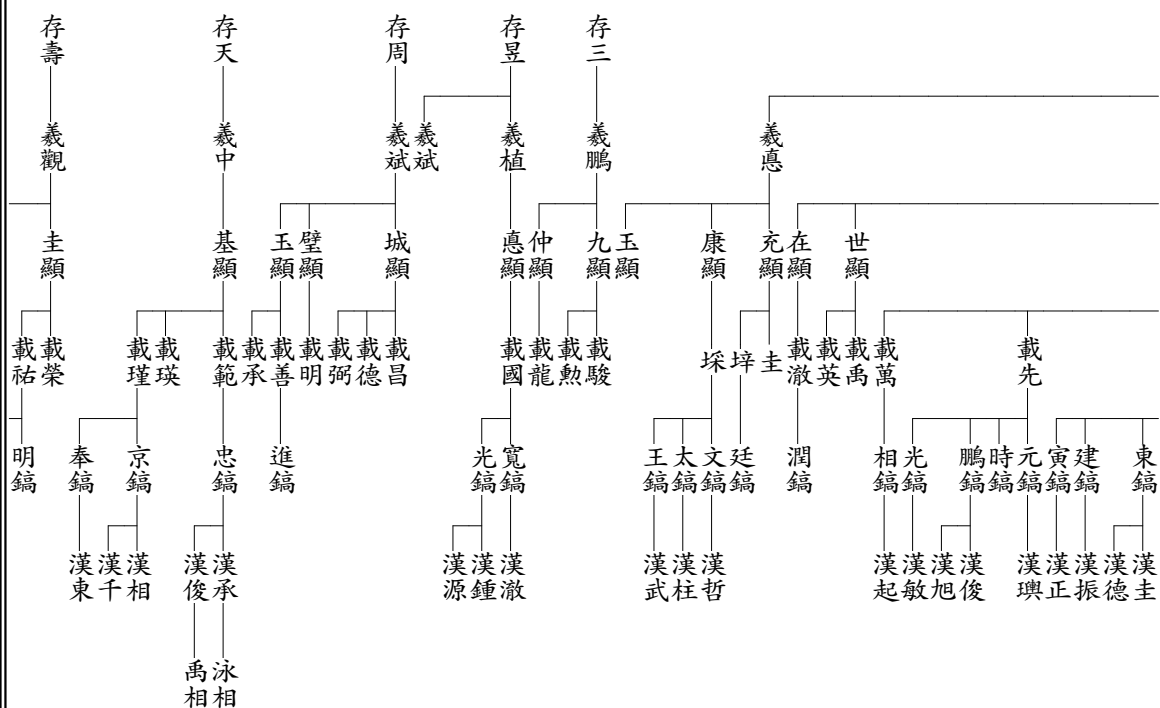 存三
存昱
存周
存天
存壽
羲悳
羲鵬
羲植
羲斌
羲斌
羲中
羲觀
世顯
在顯
充顯
康顯
玉顯
九顯
仲顯
悳顯
城顯
璧顯
玉顯
基顯
圭顯
載先
載萬
載禹
載英
載澈
圭
垶
埰
載駿
載勲
載龍
載國
載昌
載德
載弼
載明
載善
載承
載範
載瑛
載瑾
載榮
載祐
東鎬
建鎬
寅鎬
元鎬
時鎬
鵬鎬
光鎬
相鎬
潤鎬
廷鎬
文鎬
太鎬
王鎬
寬鎬
光鎬
進鎬
忠鎬
京鎬
奉鎬
明鎬
漢圭
漢德
漢振
漢正
漢璵
漢俊
漢旭
漢敏
漢起
漢哲
漢柱
漢武
漢澈
漢鍾
漢源
漢承
漢俊
漢相
漢千
漢東
泳相
禹相